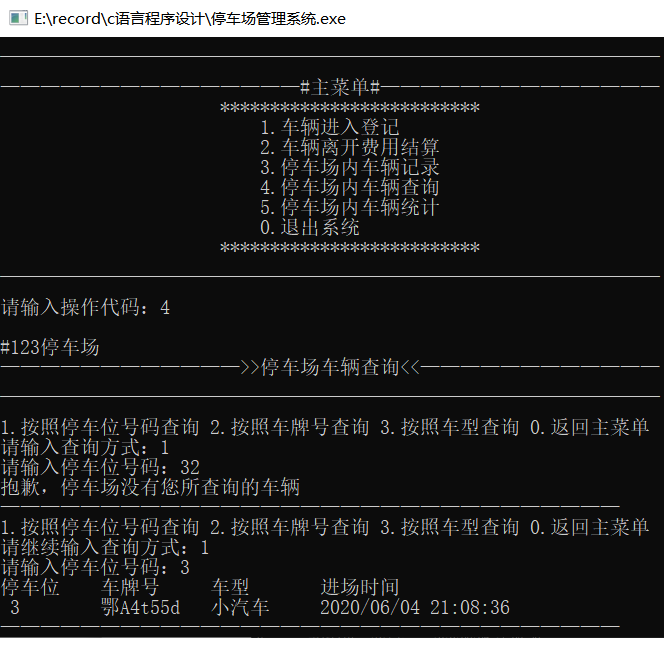 E:\record\c语言程序设计\停车场管理系统.exe
#主菜单#
**************************
1.车辆进入登记
2.车辆离开费用结算
3.停车场内车辆记录
4.停车场内车辆查询
5.停车场内车辆统计
0.退出系统
**************************
请输入操作代码：4
#123停车场
>>停车场车辆查询<<
1.按照停车位号码查询 2.按照车牌号查询 3.按照车型查询 0.返回主菜单
请输入查询方式：1
请输入停车位号码：32
抱歉，停车场没有您所查询的车辆
1.按照停车位号码查询 2.按照车牌号查询 3.按照车型查询 0.返回主菜单
请继续输入查询方式：1
请输入停车位号码：3
停车位 车牌号 车型 进场时间
3 鄂A4t55d 小汽车 2020/06/04 21:08:36